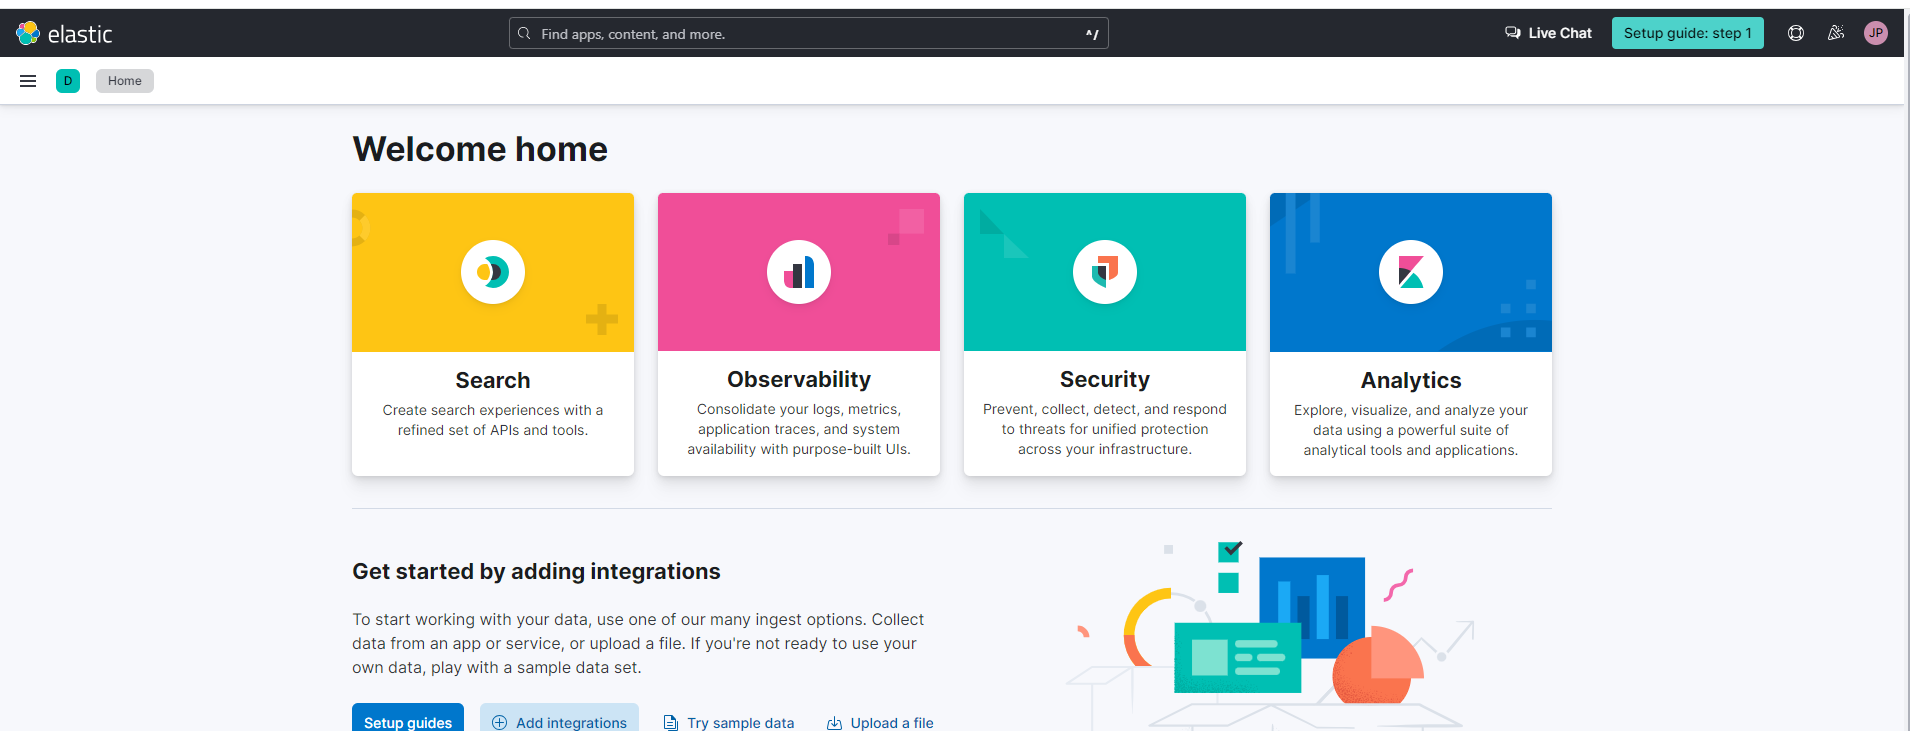 elastic
Find apps, content, and more.
^/
Live Chat
Setup guide: step 1
JP
D
Home
Welcome home
Search
Create search experiences with a
refined set of APIs and tools.
Observability
Consolidate your logs, metrics,
application traces, and system
availability with purpose-built UIs.
Security
Prevent, collect, detect, and respond
to threats for unified protection
across your infrastructure.
Analytics
Explore, visualize, and analyze your
data using a powerful suite of
analytical tools and applications.
Get started by adding integrations
To start working with your data, use one of our many ingest options. Collect
data from an app or service, or upload a file. If you're not ready to use your
own data, play with a sample data set.
Setup guides
Add integrations
Try sample data
Upload a file